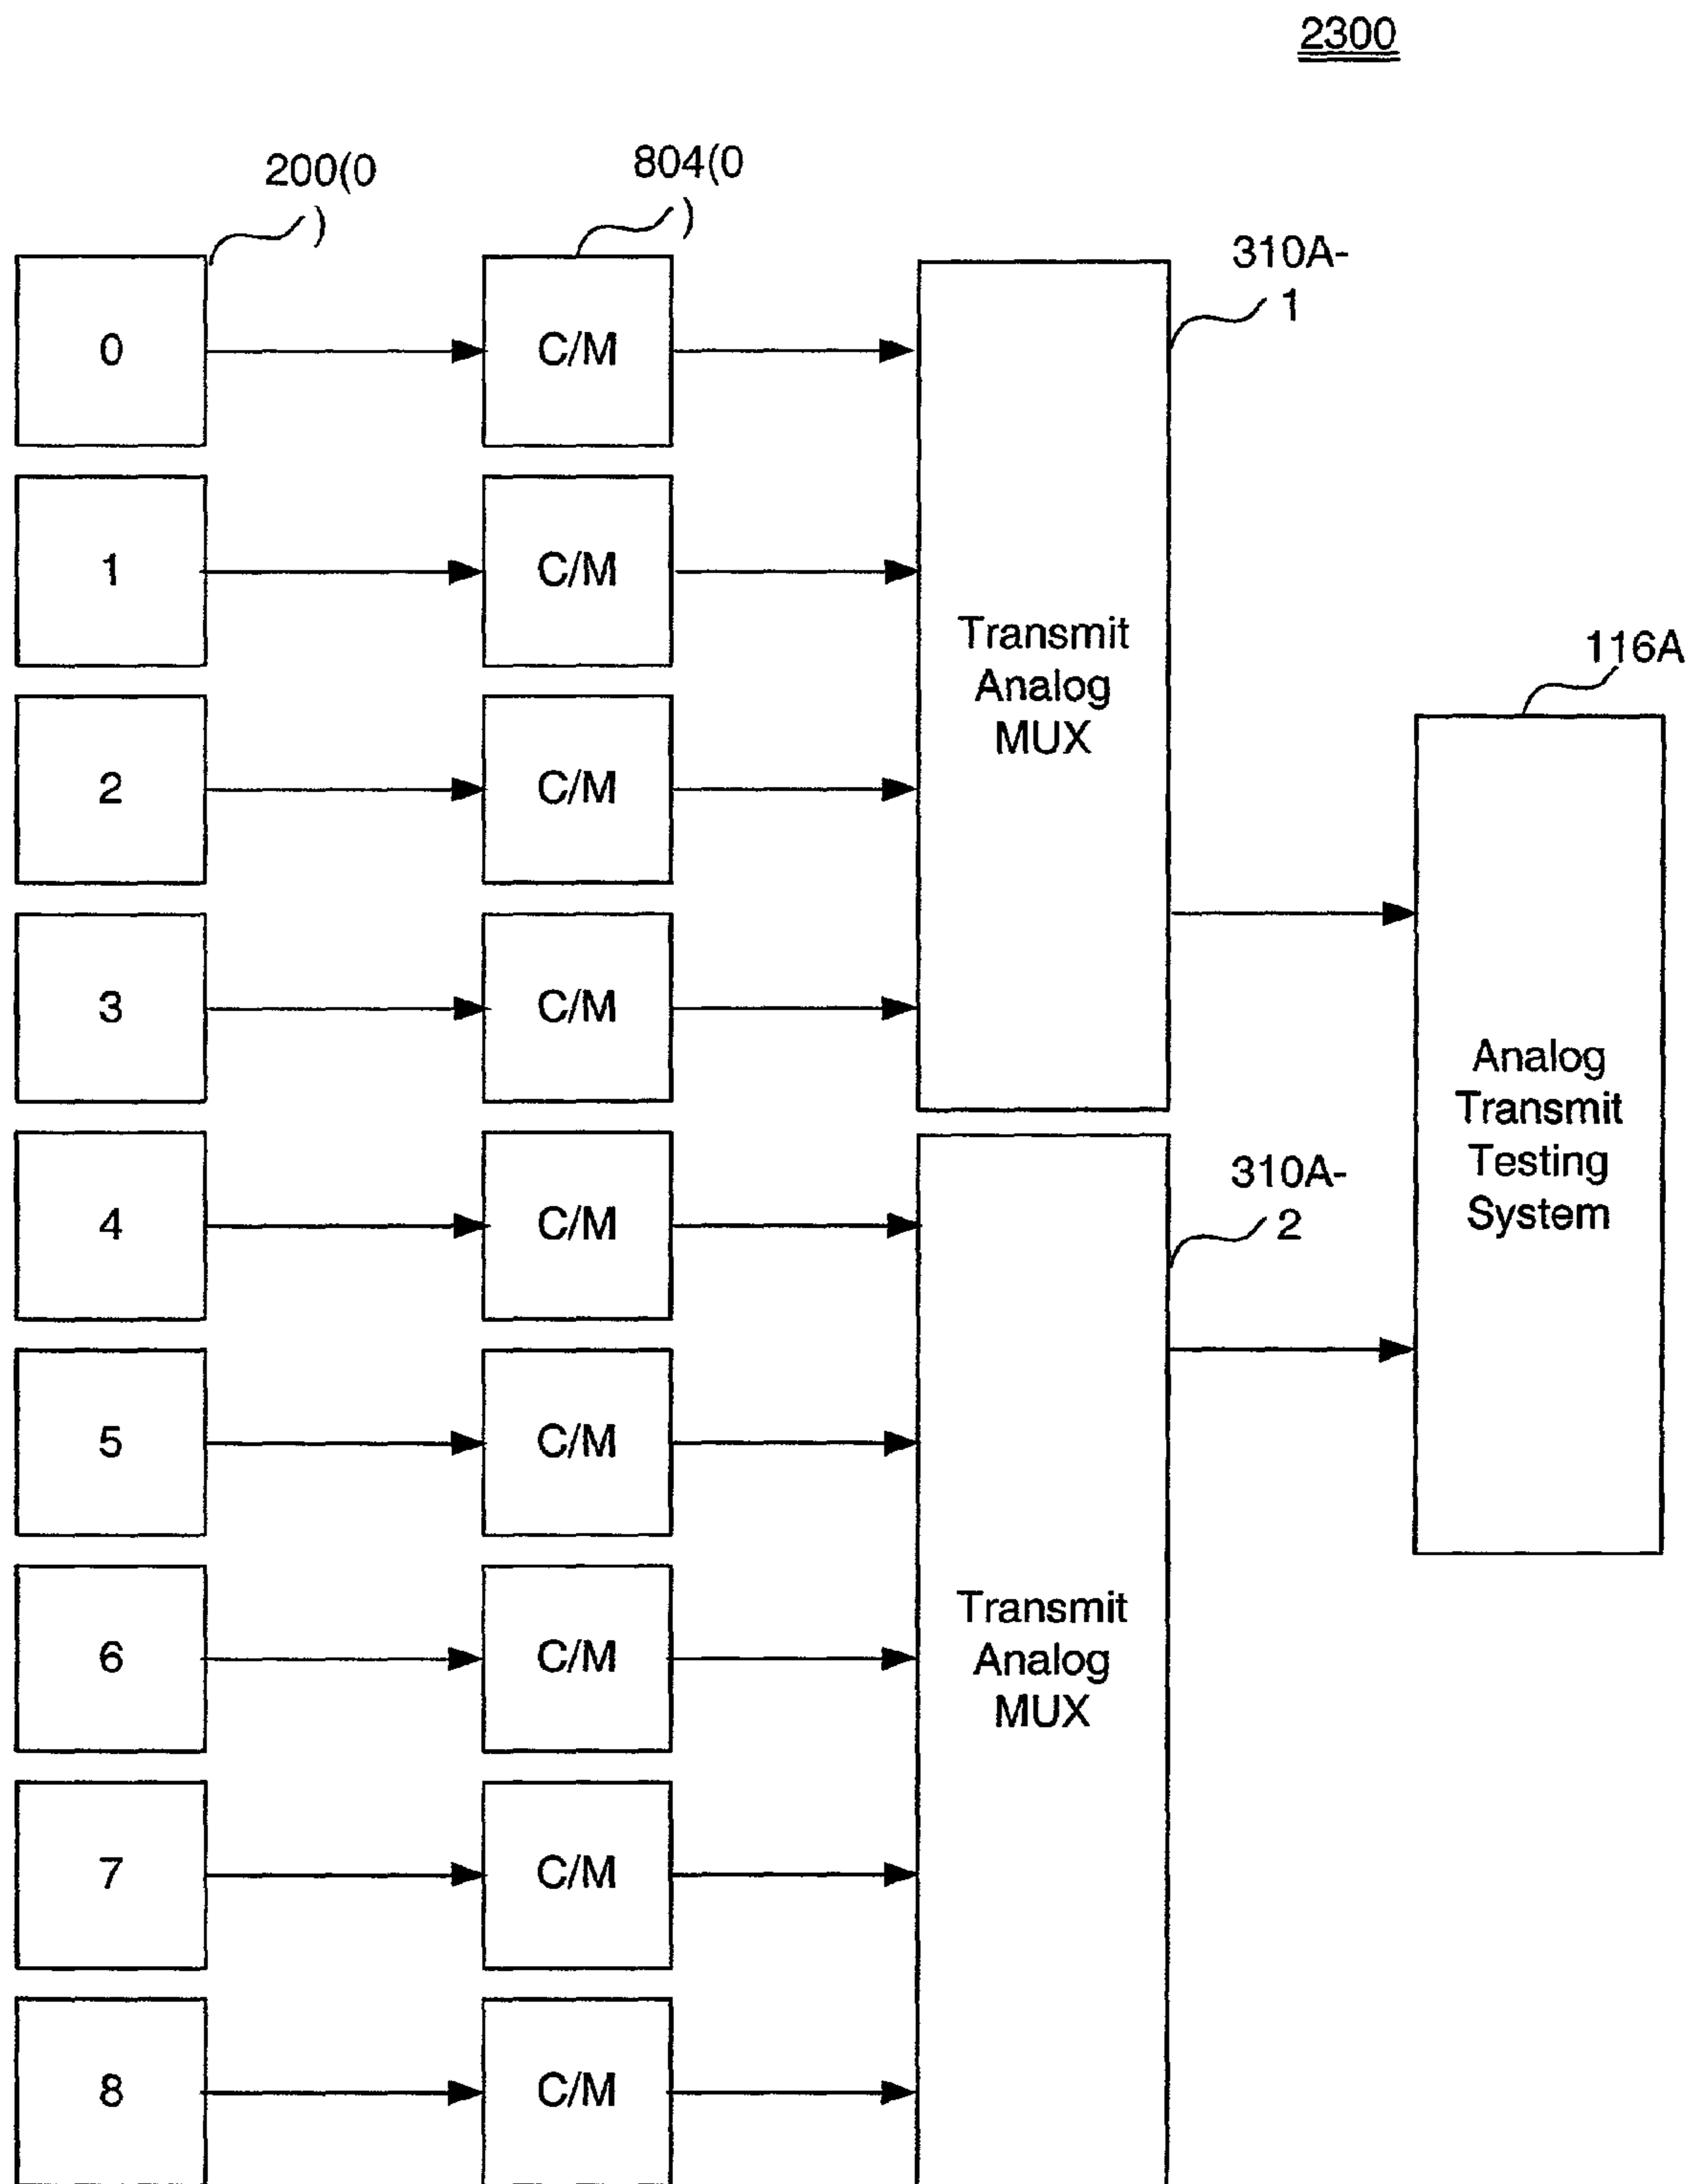 2300
200(0
)
804(0
)
310A-
1
0
C/M
1
C/M
Transmit
Analog
MUX
116A
2
C/M
3
C/M
Analog
Transmit
Testing
System
310A-
2
4
C/M
5
C/M
6
C/M
Transmit
Analog
MUX
7
C/M
8
C/M